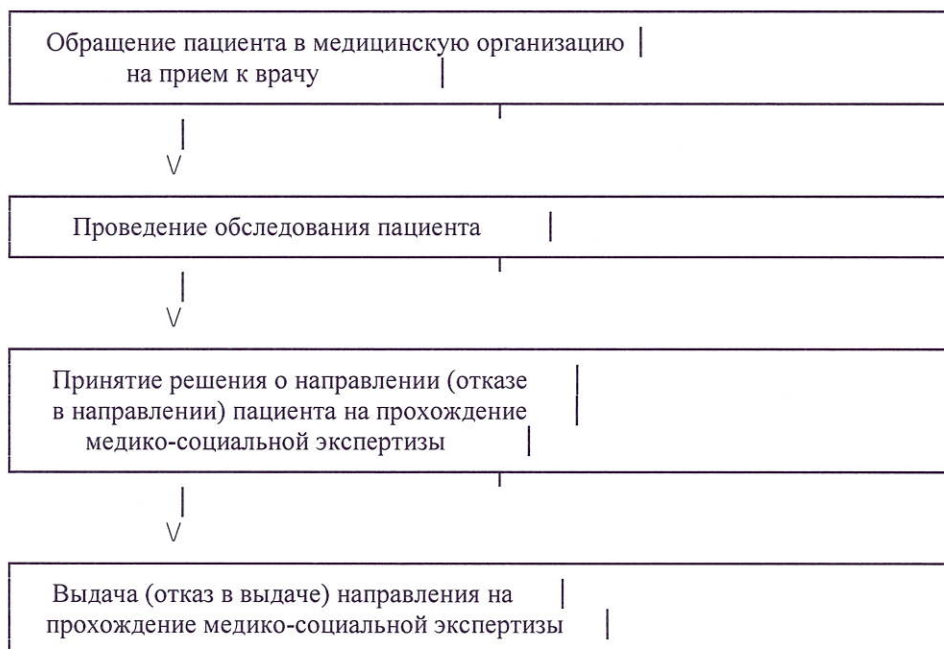 Обращение пациента в медицинскую организацию
на прием к врачу
Проведение обследования пациента
Принятие решения о направлении (отказе
в направлении) пациента на прохождение
медико-социальной экспертизы
Выдача (отказ в выдаче) направления на
прохождение медико-социальной экспертизы